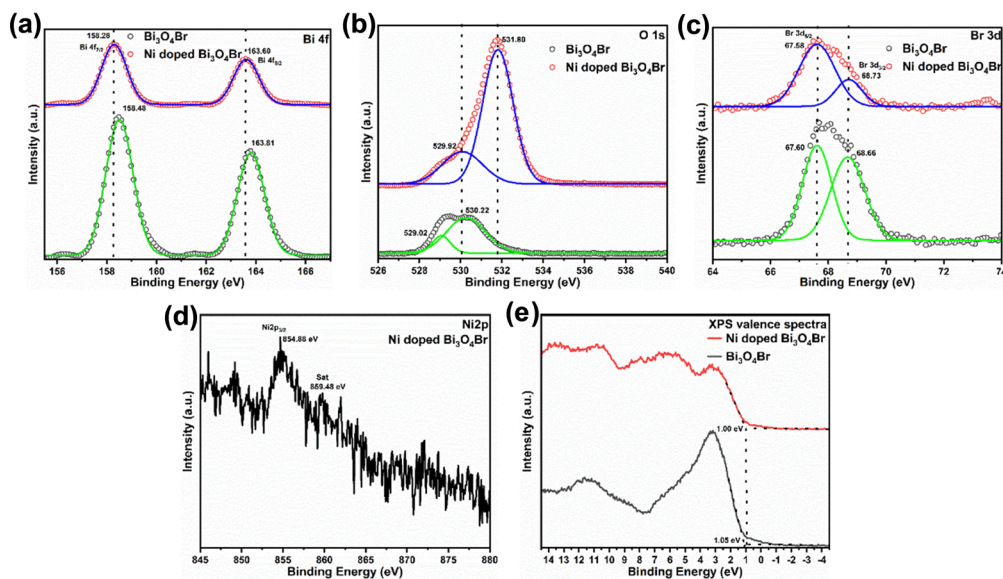 (a)
Bi 4f
158.28
Bi 4f7/2
163.60
Bi 4f5/2
Bi₃O₄Br
Ni doped Bi₃O₄Br
158.48
163.81
Intensity (a.u.)
156 158 160 162 164 166
Binding Energy (eV)
(b)
O 1s
531.80
Bi₃O₄Br
Ni doped Bi₃O₄Br
529.92
530.22
529.02
Intensity (a.u.)
526 528 530 532 534 536 538 540
Binding Energy (eV)
(c)
Br 3d
Br 3d5/2
67.58
Br 3d3/2
68.73
Bi₃O₄Br
Ni doped Bi₃O₄Br
67.60
68.66
Intensity (a.u.)
64 66 68 70 72 74
Binding Energy (eV)
(d)
Ni2p
Ni doped Bi₃O₄Br
Ni2p3/2
854.88 eV
Sat
859.48 eV
Intensity (a.u.)
845 850 855 860 865 870 875 880
Binding Energy (eV)
(e)
XPS valence spectra
Ni doped Bi₃O₄Br
Bi₃O₄Br
1.00 eV
1.05 eV
Intensity (a.u.)
14 13 12 11 10 9 8 7 6 5 4 3 2 1 0 -1 -2 -3 -4
Binding Energy (eV)